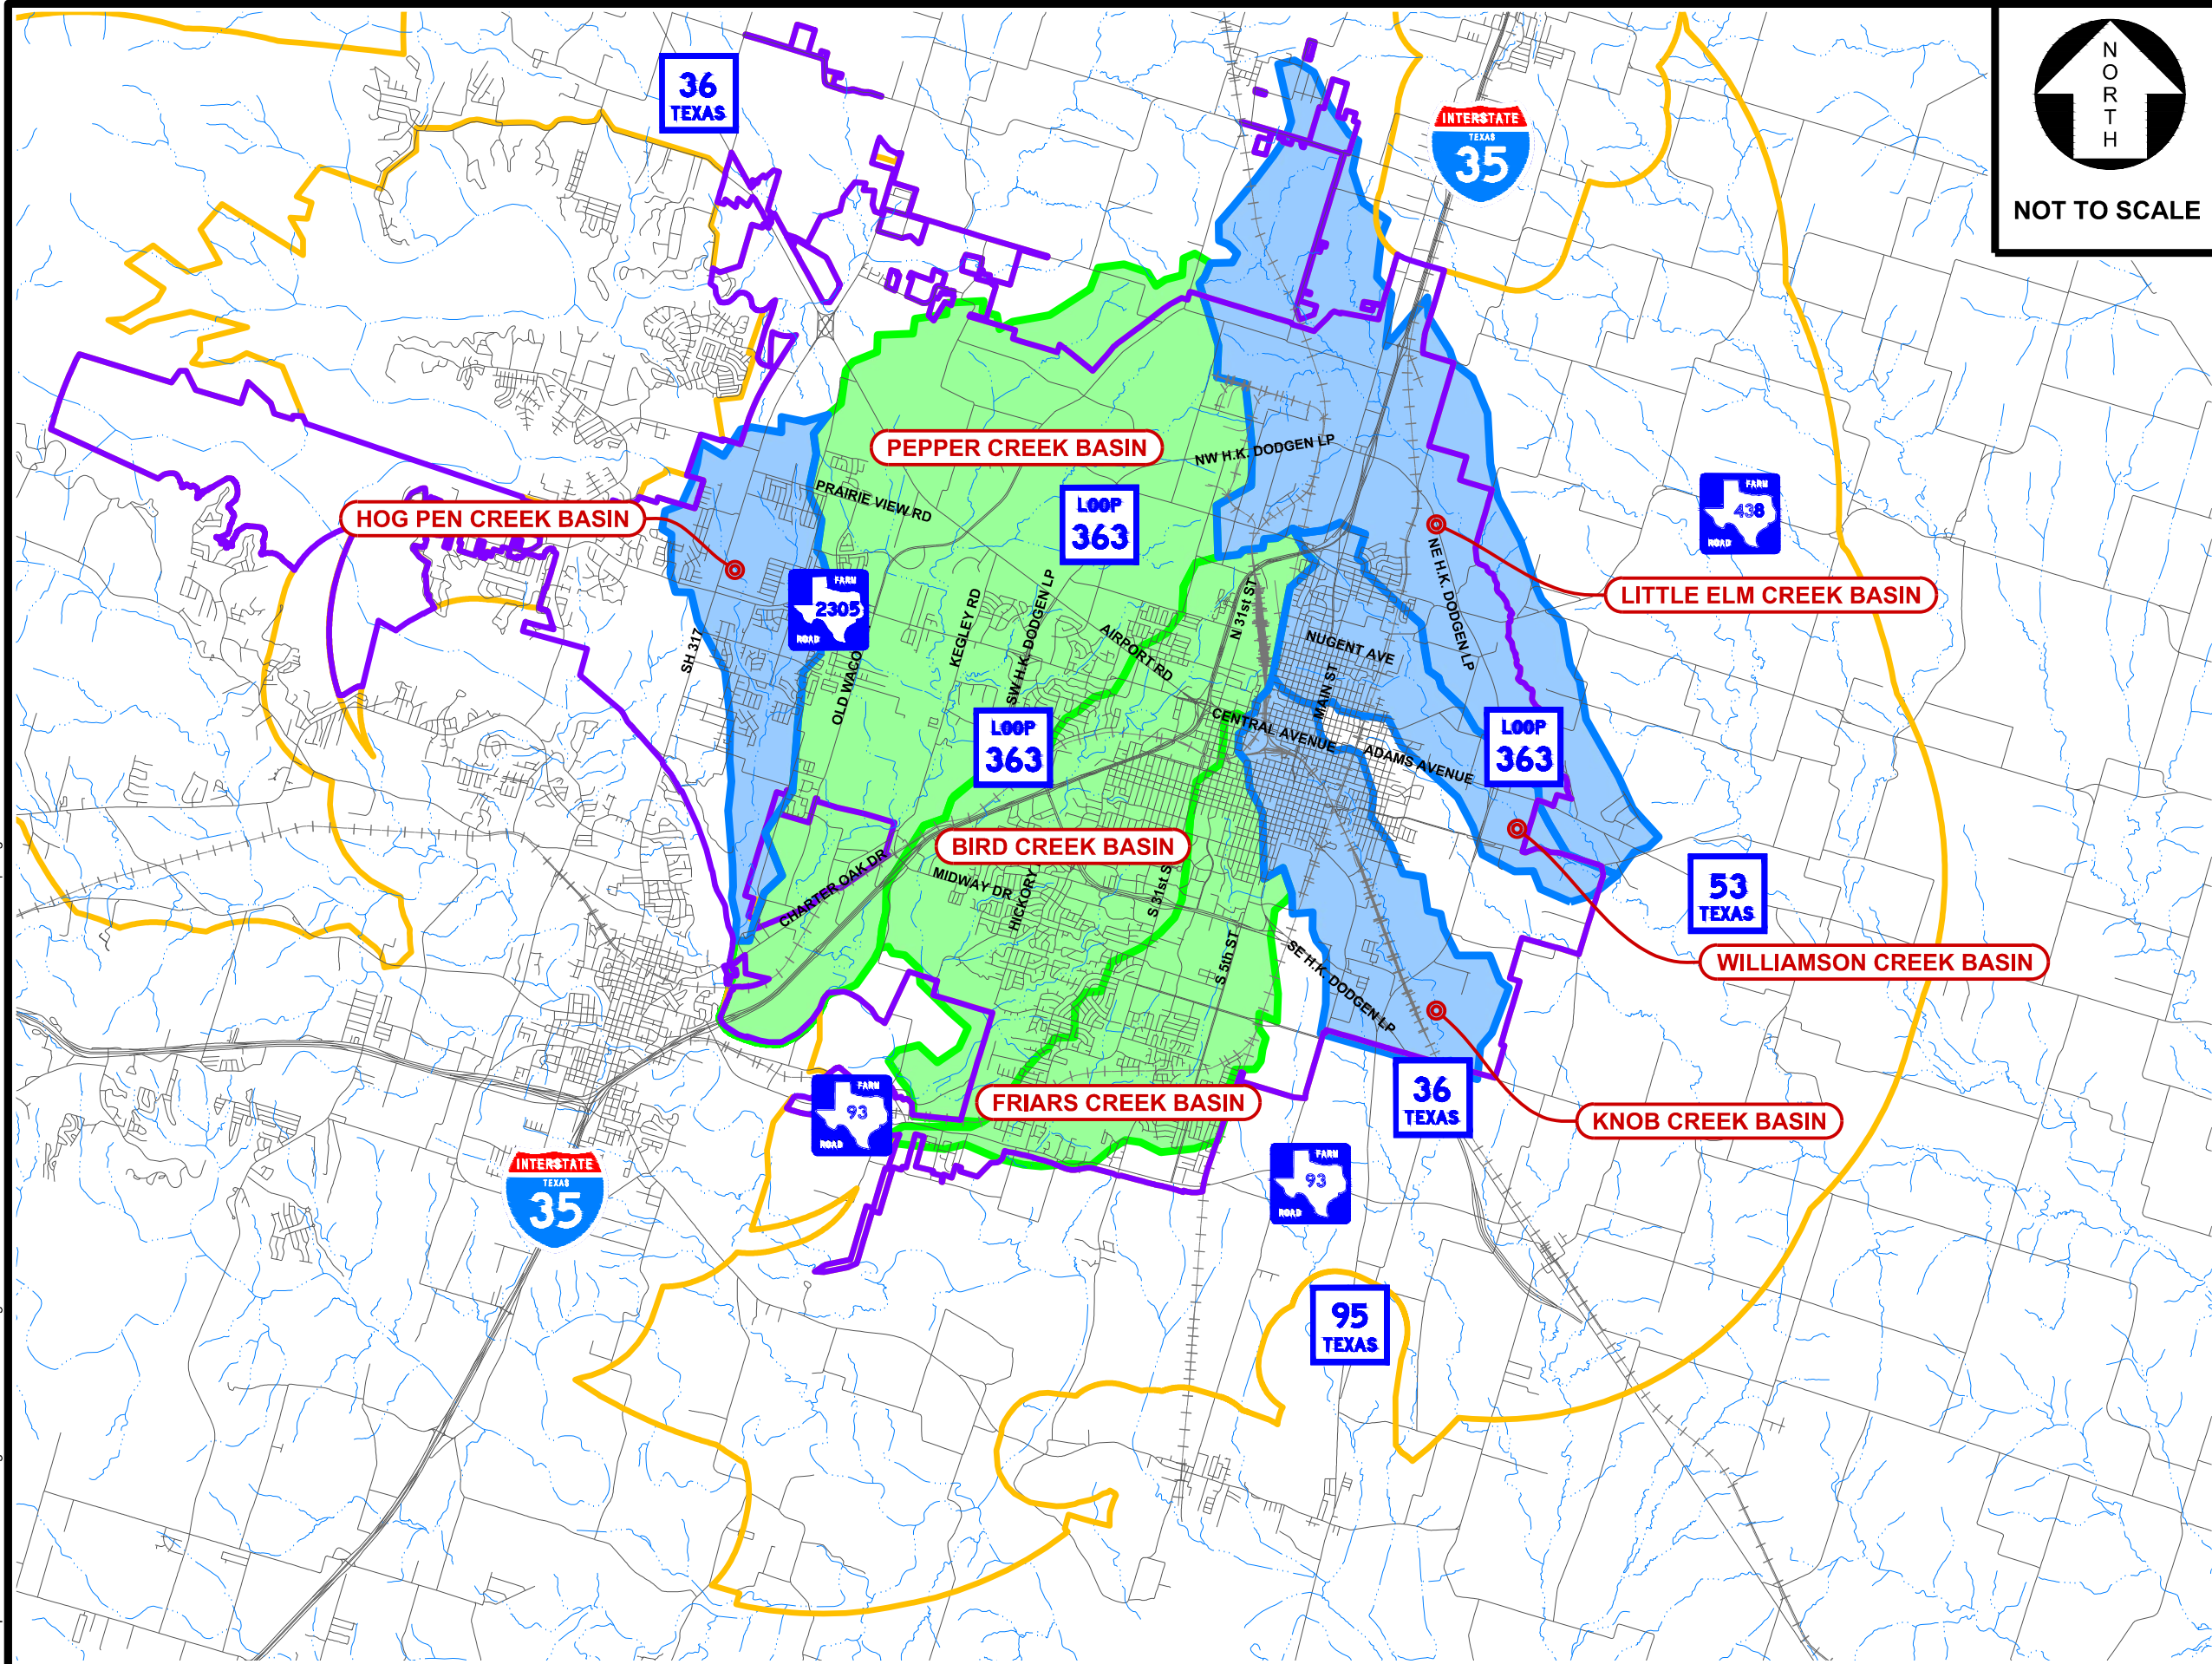 NORTH
NOT TO SCALE
36
TEXAS
INTERSTATE
TEXAS
35
PEPPER CREEK BASIN
NW H.K. DODGEN LP
PRAIRIE VIEW RD
LOOP
363
HOG PEN CREEK BASIN
FARM
438
ROAD
FARM
2305
ROAD
LITTLE ELM CREEK BASIN
NE H.K. DODGEN LP
N 31st ST
KEGLEY RD
SW H.K. DODGEN LP
AIRPORT RD
NUGENT AVE
SH 317
OLD WACO
MAIN ST
CENTRAL AVENUE
ADAMS AVENUE
LOOP
363
LOOP
363
BIRD CREEK BASIN
CHARTER OAK DR
MIDWAY DR
HICKORY
S 31st S
53
TEXAS
S 5th ST
SE H.K. DODGEN LP
WILLIAMSON CREEK BASIN
FARM
93
ROAD
FRIARS CREEK BASIN
36
TEXAS
KNOB CREEK BASIN
INTERSTATE
TEXAS
35
FARM
93
ROAD
95
TEXAS